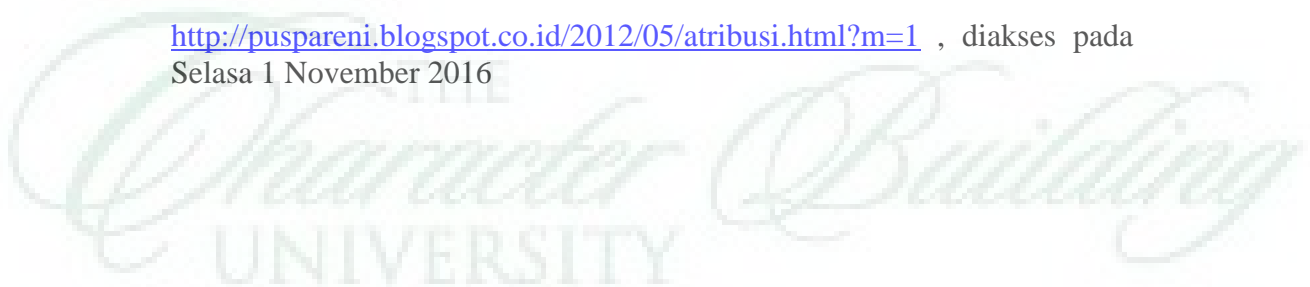 http://puspareni.blogspot.co.id/2012/05/atribusi.html?m=1 , diakses pada
Selasa 1 November 2016
THE
Character Building
UNIVERSITY